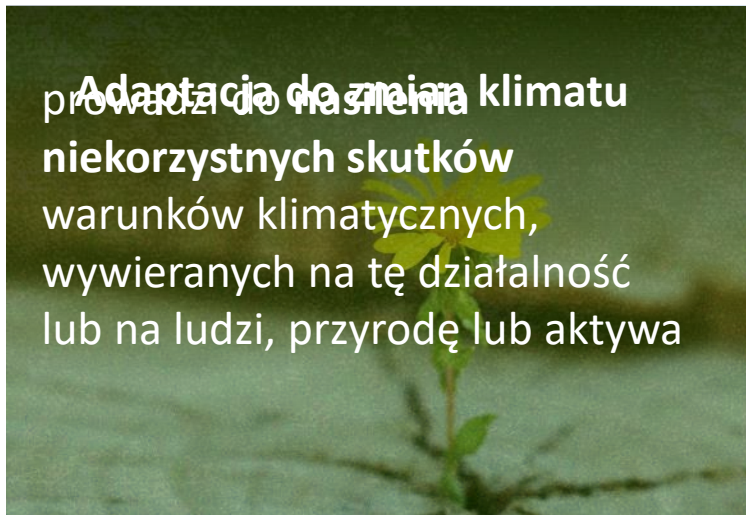 Adaptacja do zmian klimatu
prowadzi do nasilenia
niekorzystnych skutków
warunków klimatycznych,
wywieranych na tę działalność
lub na ludzi, przyrodę lub aktywa